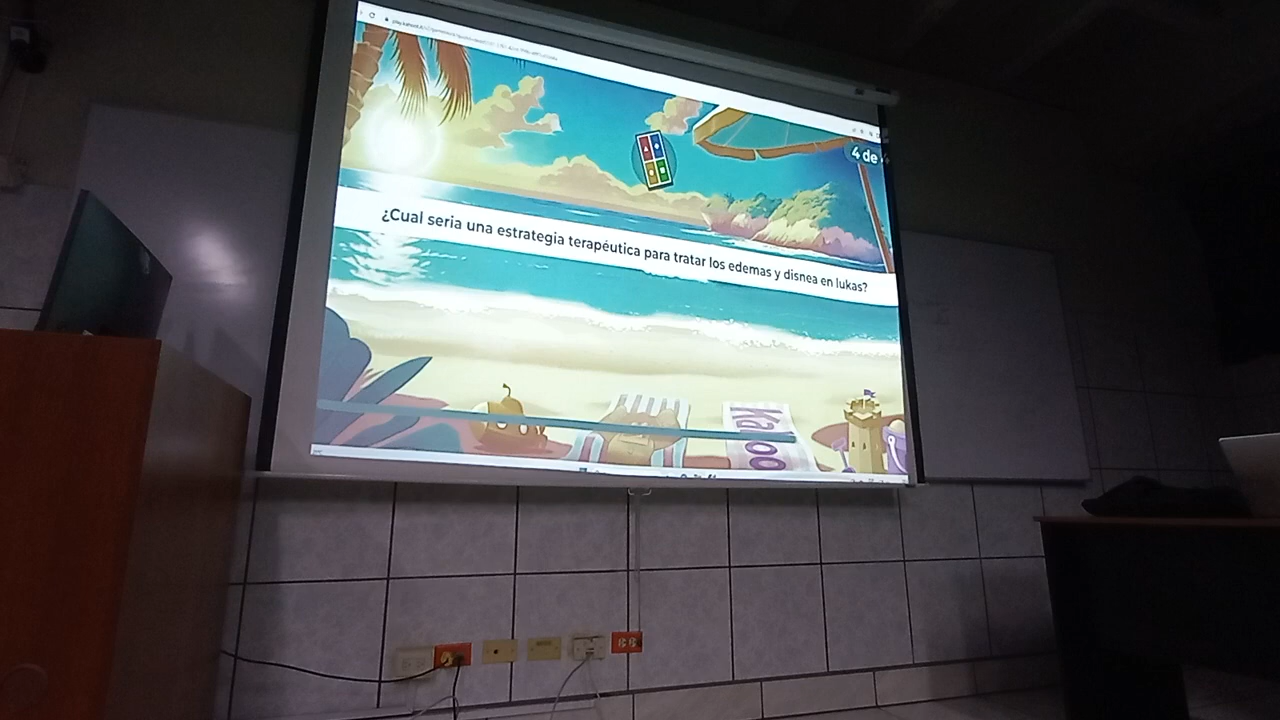 4 de
¿Cual seria una estrategia terapéutica para tratar los edemas y disnea en lukas?
Kahoo